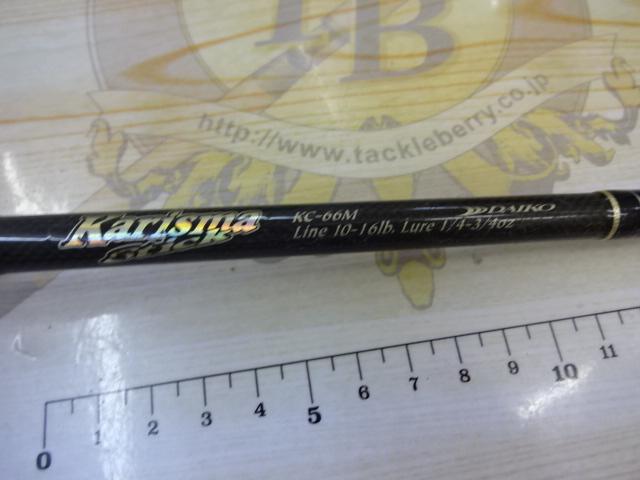 TB
http://www.tackleberry.co.jp
Karisma
Stick
KC-66M
Line 10-16lb. Lure 1/4-3/4oz
DAIKO
0 1 2 3 4 5 6 7 8 9 10 11